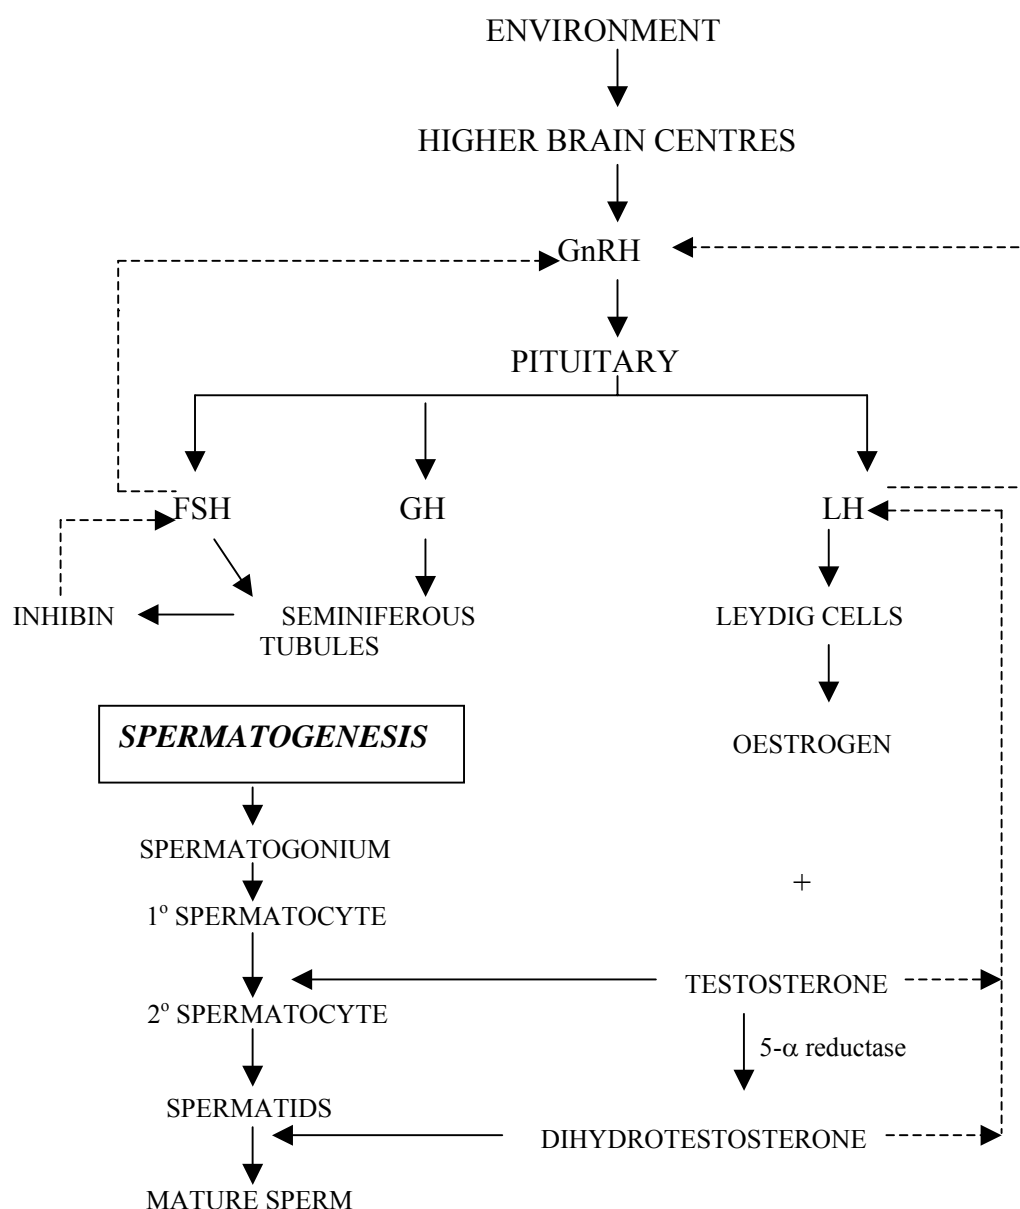 ENVIRONMENT
HIGHER BRAIN CENTRES
GnRH
PITUITARY
FSH
GH
LH
INHIBIN
SEMINIFEROUS
TUBULES
LEYDIG CELLS
SPERMATOGENESIS
OESTROGEN
SPERMATOGONIUM
+
1º SPERMATOCYTE
TESTOSTERONE
2º SPERMATOCYTE
5-α reductase
SPERMATIDS
DIHYDROTESTOSTERONE
MATURE SPERM